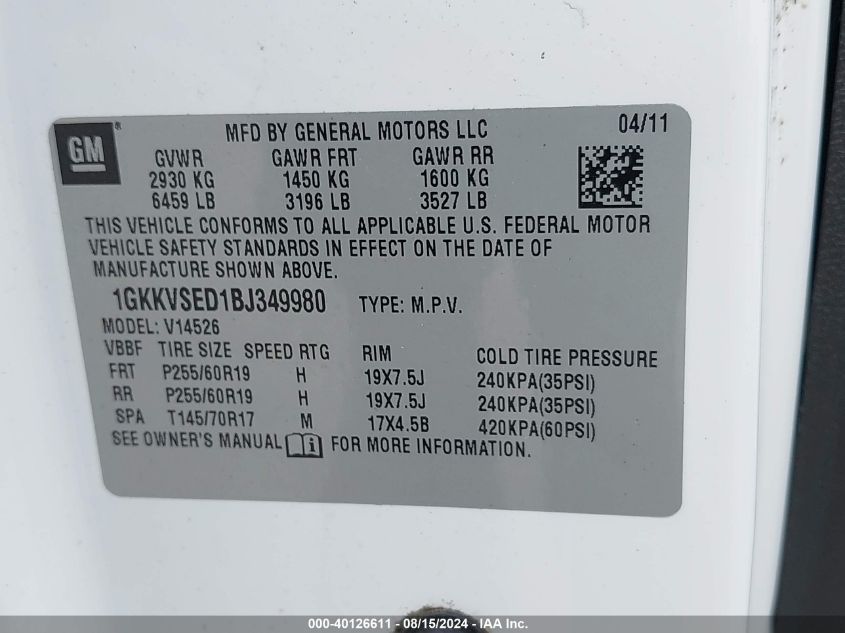 GM®
MFD BY GENERAL MOTORS LLC 04/11
GVWR GAWR FRT GAWR RR
2930 KG 1450 KG 1600 KG
6459 LB 3196 LB 3527 LB
THIS VEHICLE CONFORMS TO ALL APPLICABLE U.S. FEDERAL MOTOR
VEHICLE SAFETY STANDARDS IN EFFECT ON THE DATE OF
MANUFACTURE SHOWN ABOVE.
1GKKVSED1BJ349980 TYPE: M.P.V.
MODEL: V14526
VBBF TIRE SIZE SPEED RTG RIM COLD TIRE PRESSURE
FRT P255/60R19 H 19X7.5J 240KPA(35PSI)
RR P255/60R19 H 19X7.5J 240KPA(35PSI)
SPA T145/70R17 M 17X4.5B 420KPA(60PSI)
SEE OWNER'S MANUAL i FOR MORE INFORMATION.
000-40126611 - 08/15/2024 - IAA Inc.